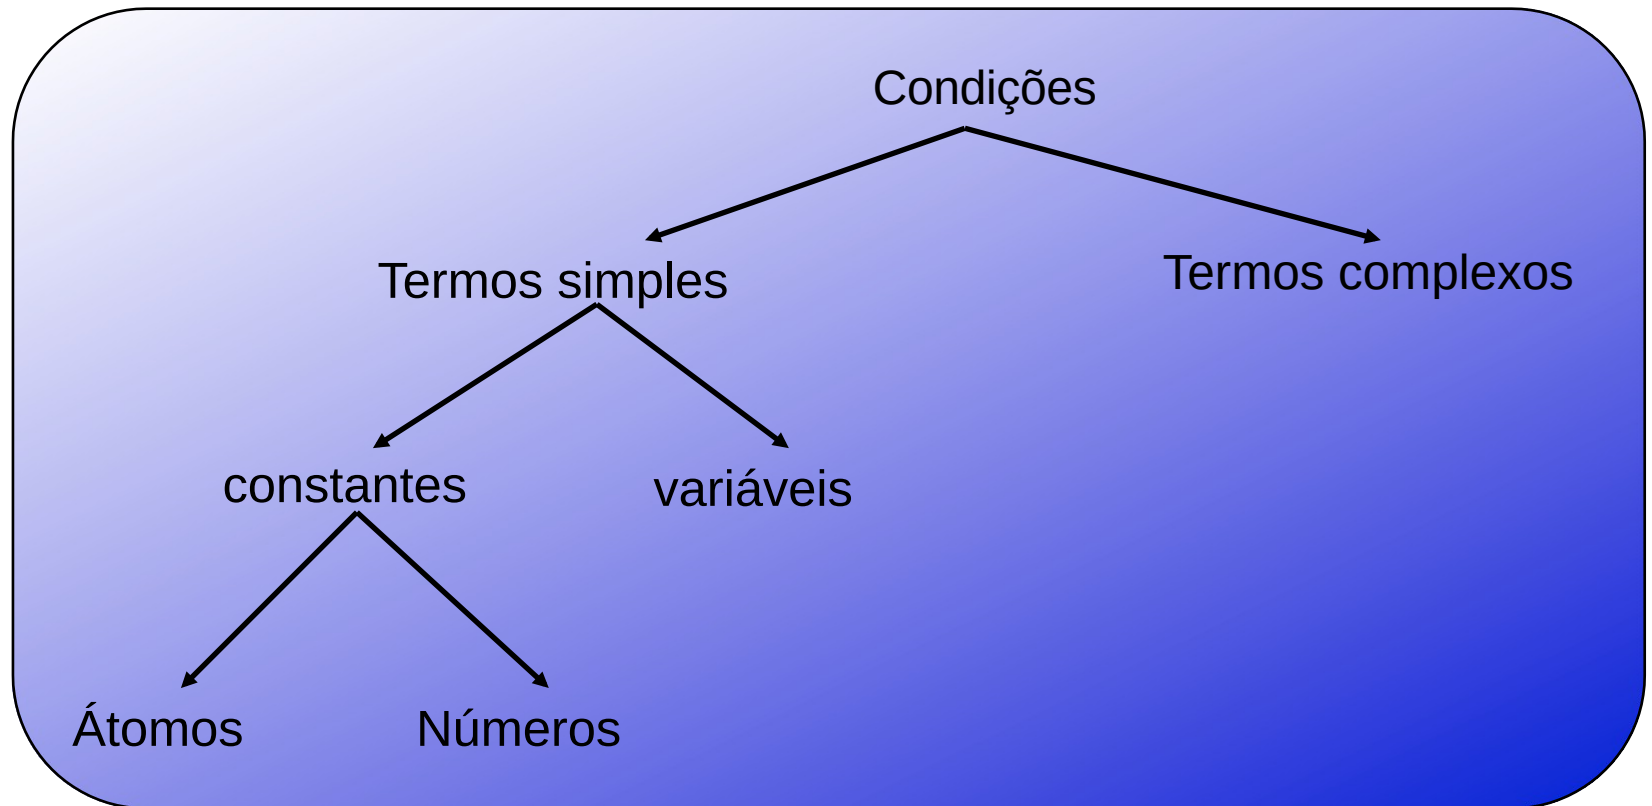 Condições
Termos simples
Termos complexos
constantes
variáveis
Átomos
Números